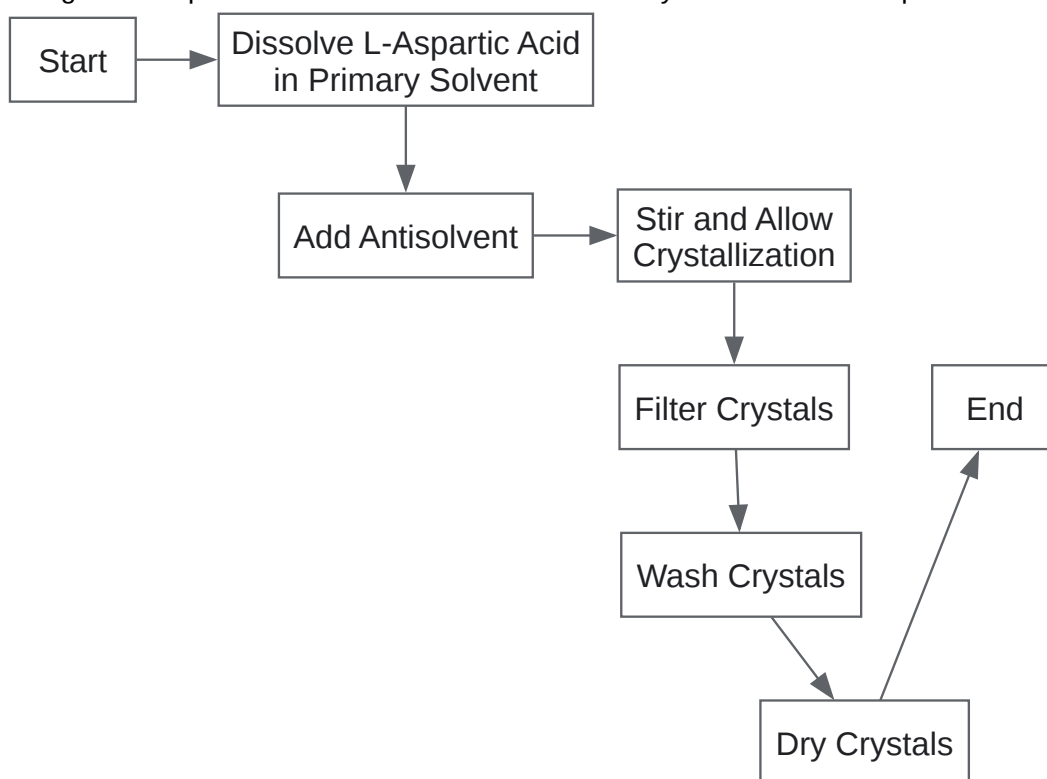 Start
Dissolve L-Aspartic Acid
in Primary Solvent
Add Antisolvent
Stir and Allow
Crystallization
Filter Crystals
End
Wash Crystals
Dry Crystals